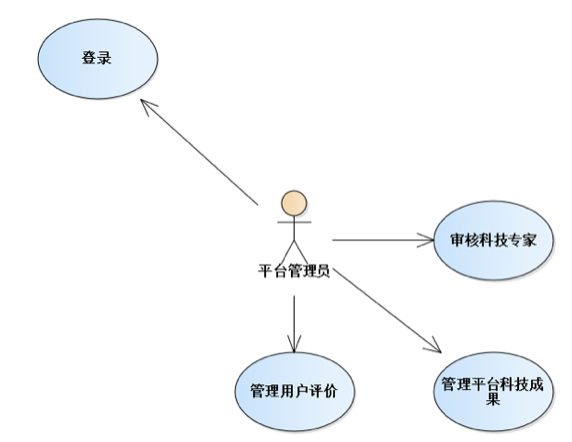 登录
审核科技专家
平台管理员
管理用户评价
管理平台科技成
果